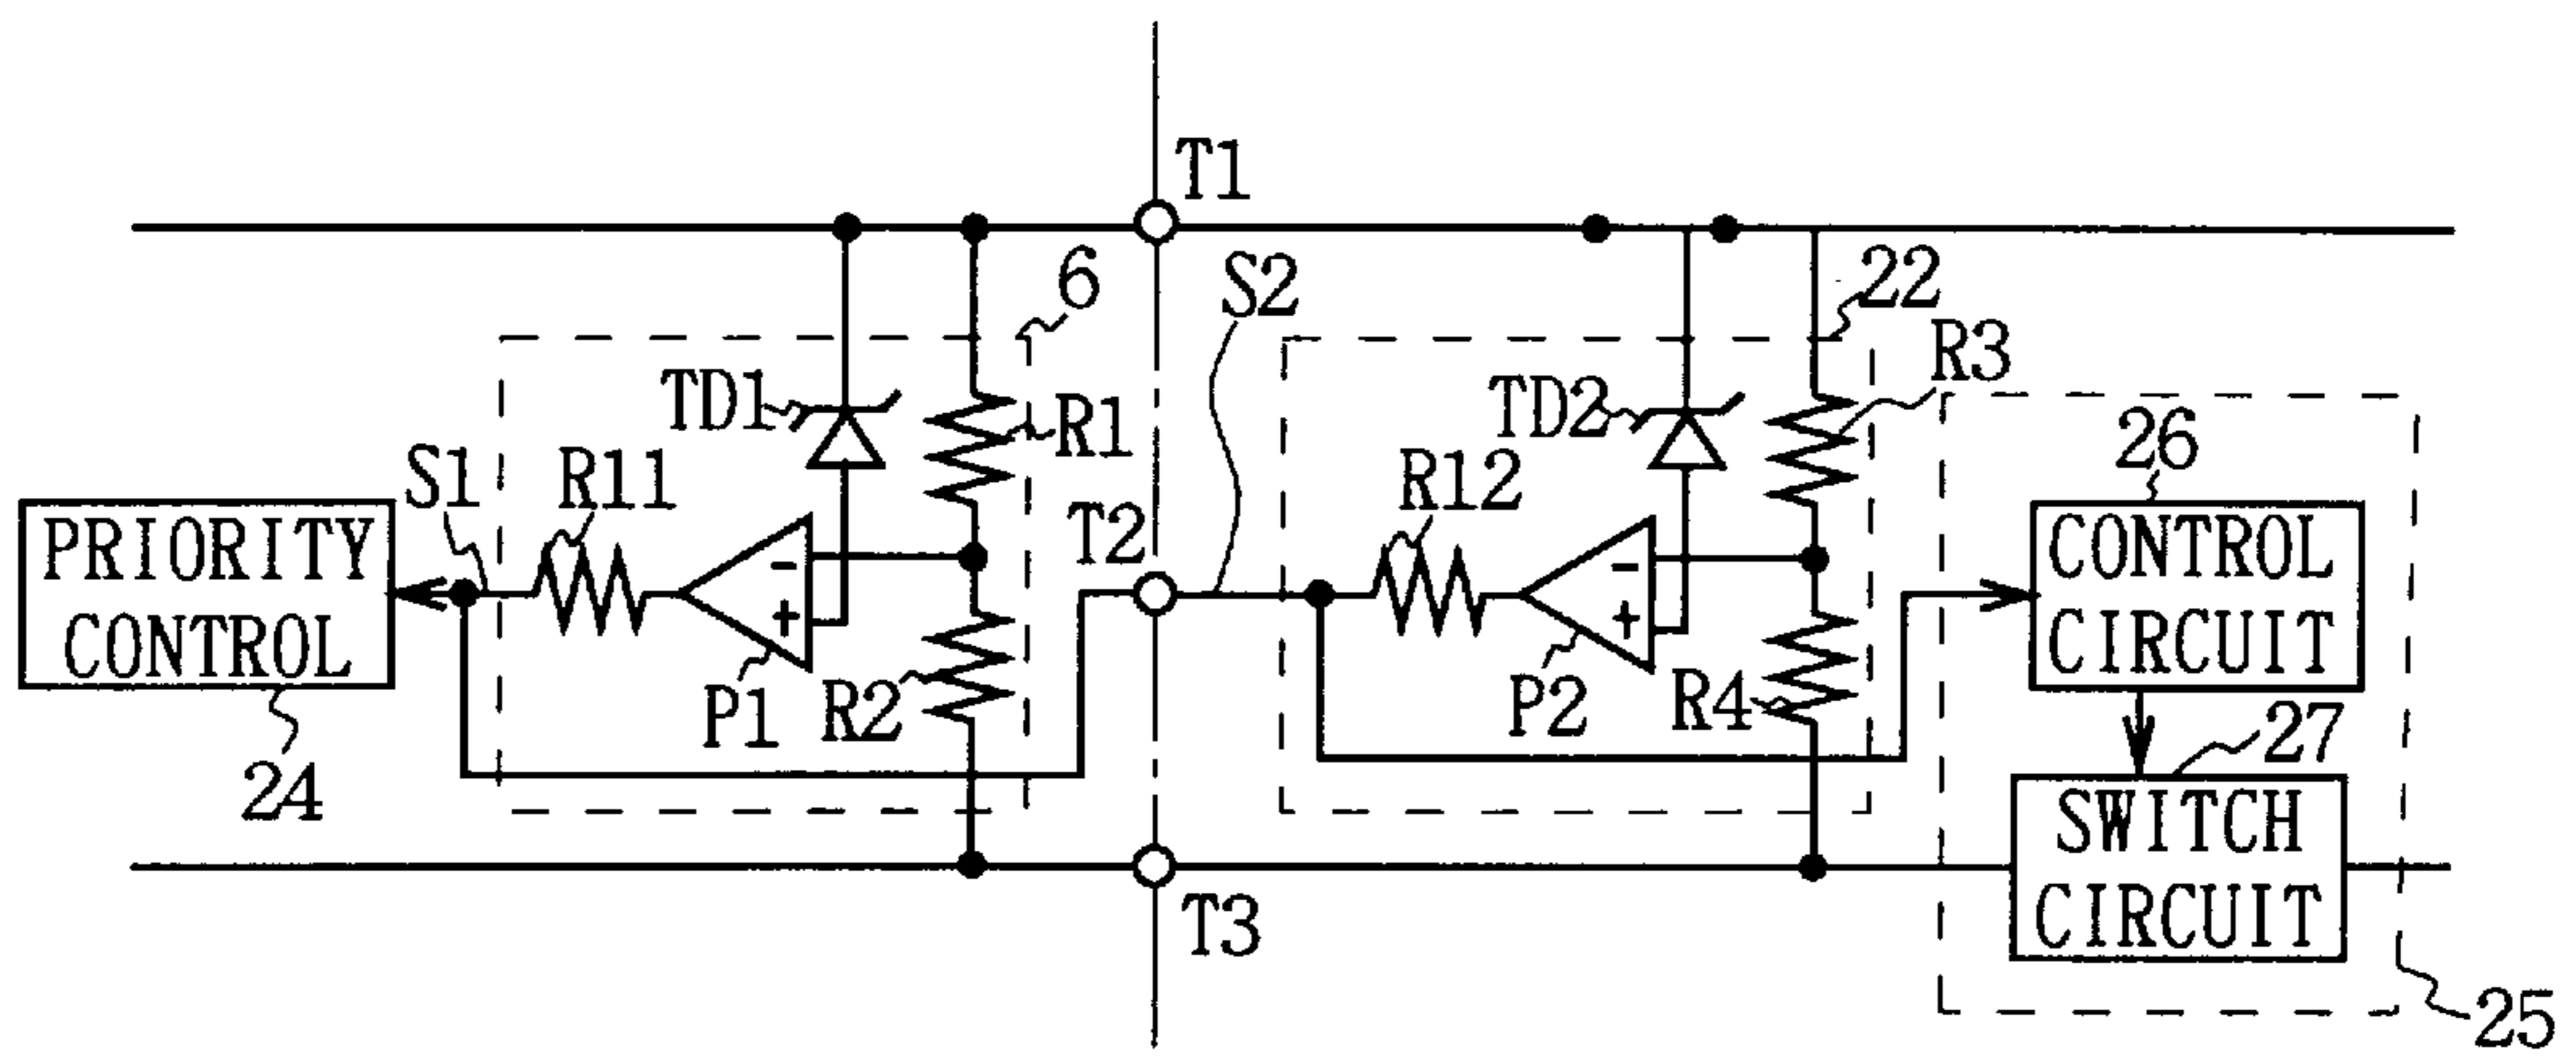 T1
6
S2
22
R3
TD1
R1
TD2
26
S1
R11
T2
R12
PRIORITY
CONTROL
-
+
-
+
CONTROL
CIRCUIT
P1
R2
P2
R4
27
24
SWITCH
CIRCUIT
T3
25